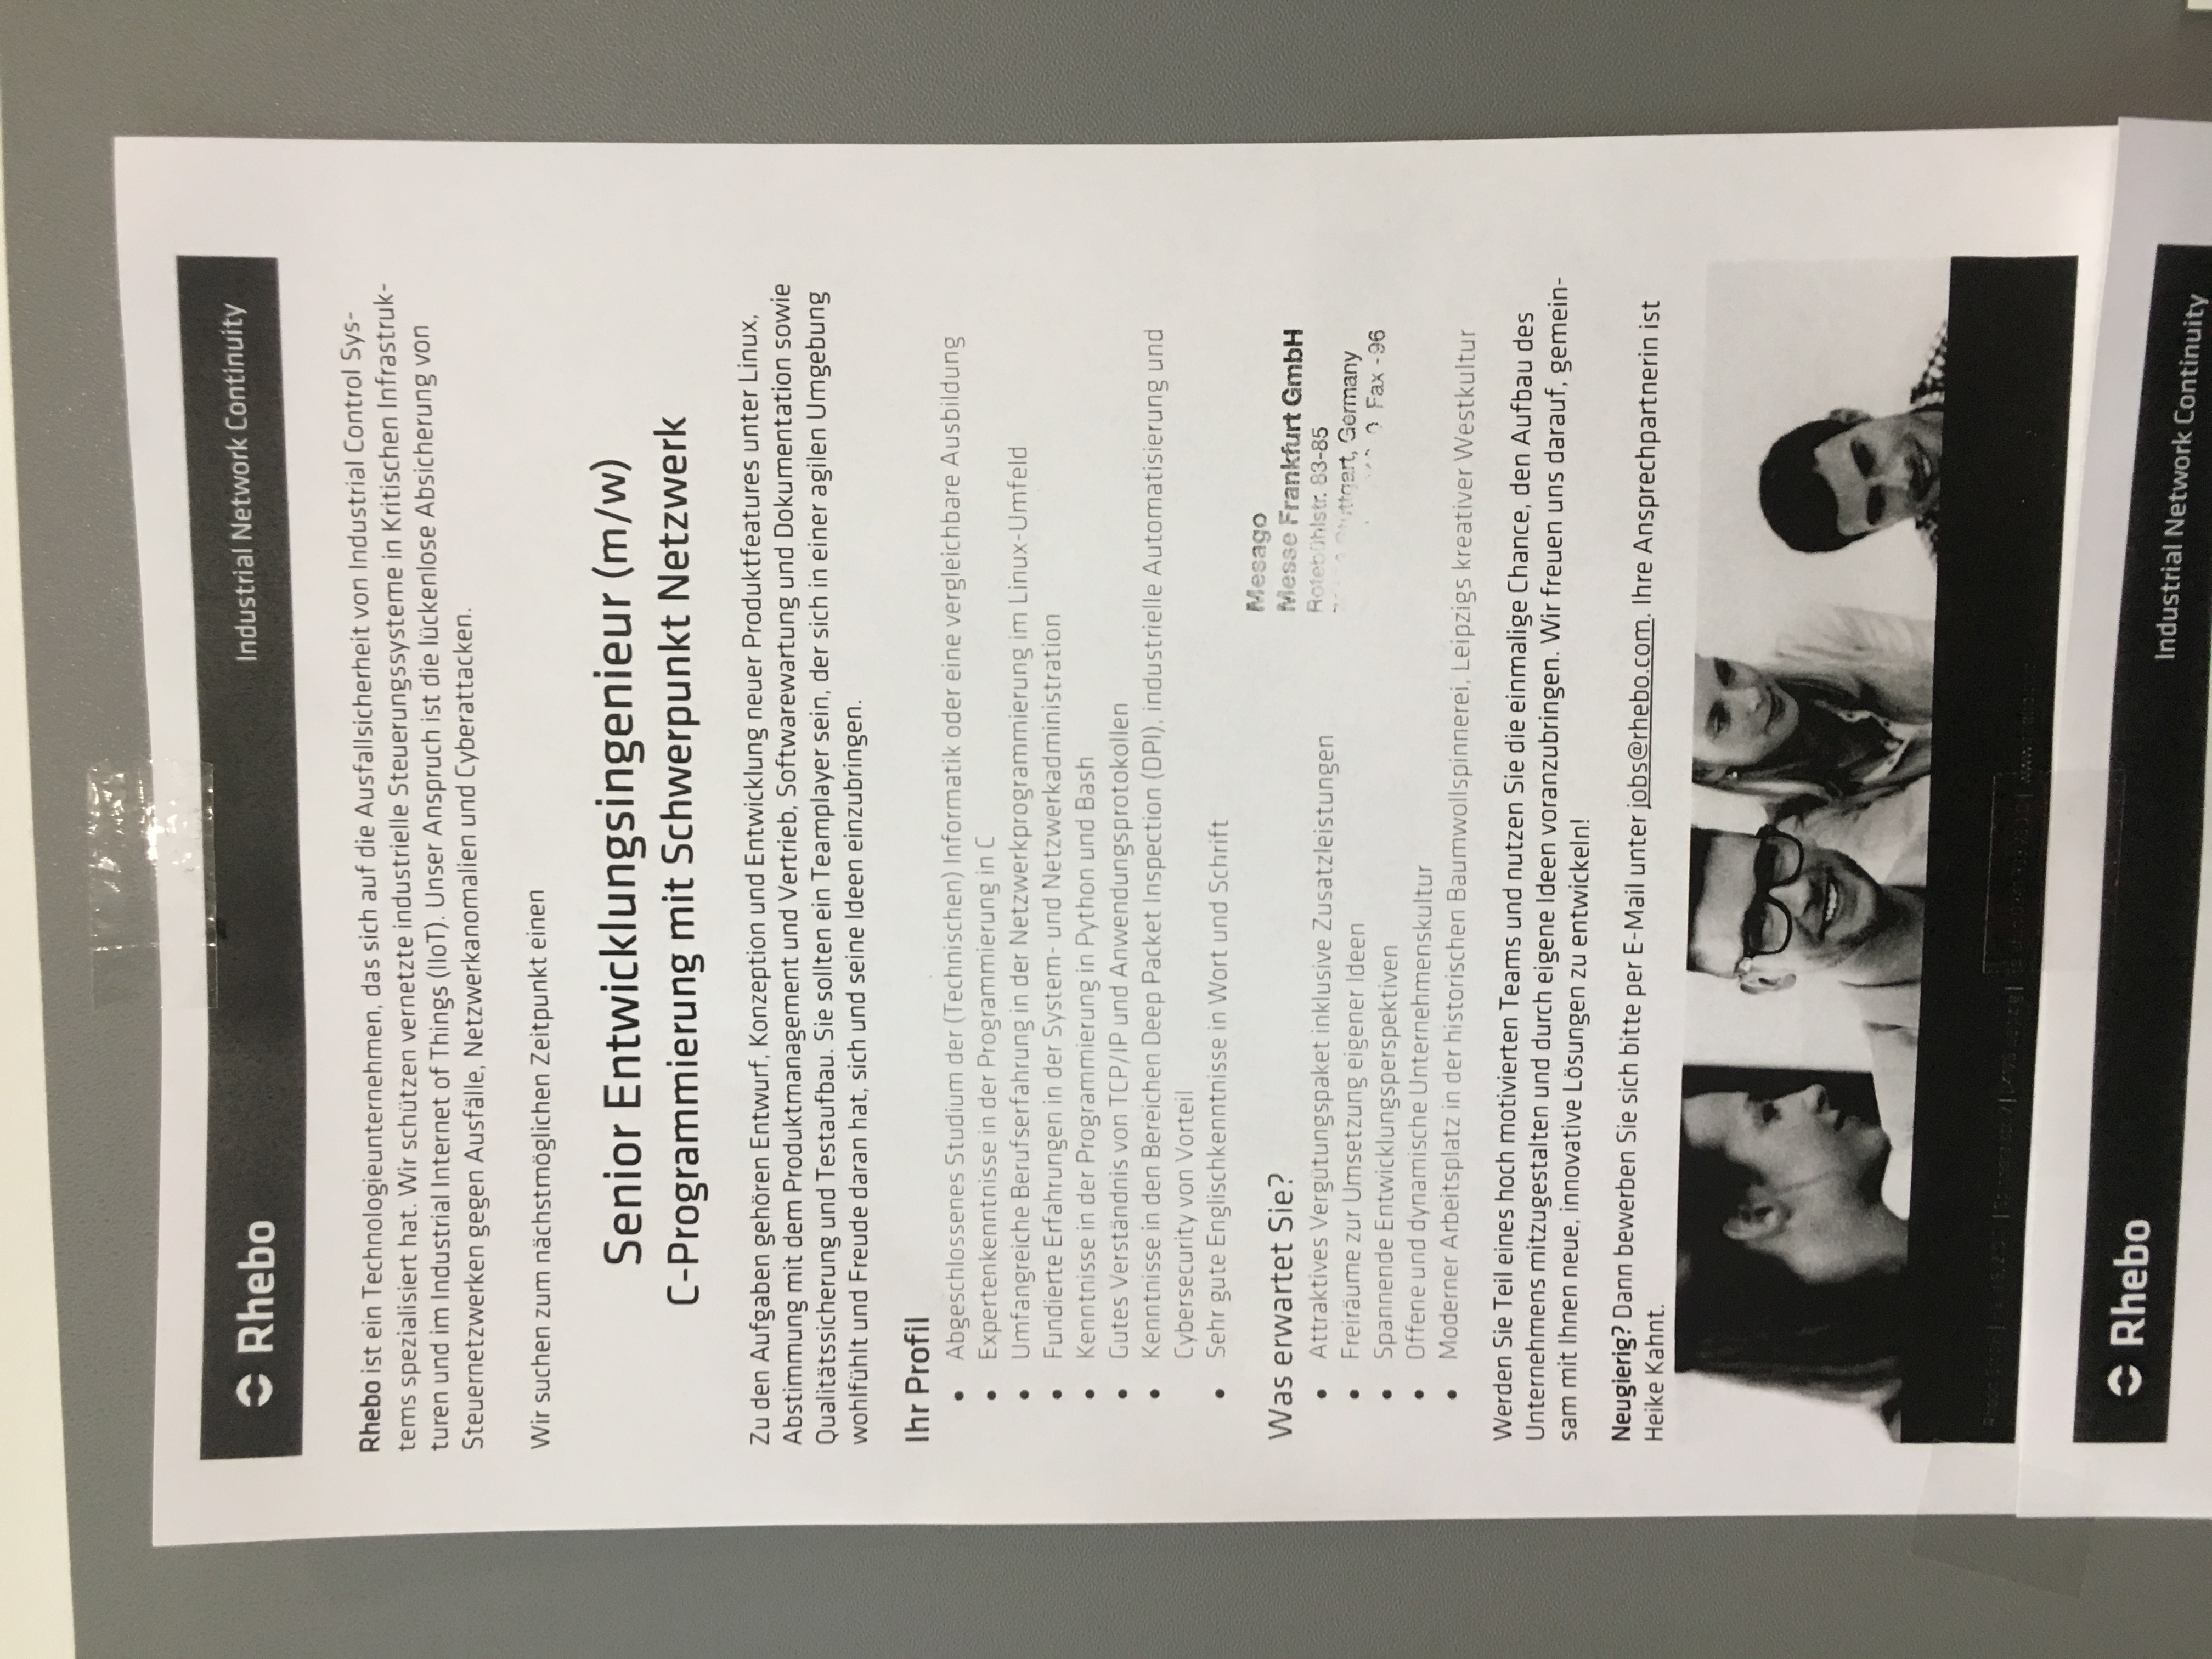 Rhebo
Industrial Network Continuity
Rhebo ist ein Technologieunternehmen, das sich auf die Ausfallsicherheit von Industrial Control Sys-
tems spezialisiert hat. Wir schützen vernetzte industrielle Steuerungssysteme in Kritischen Infrastruk-
turen und im Industrial Internet of Things (IIoT). Unser Anspruch ist die lückenlose Absicherung von
Steuernetzwerken gegen Ausfälle, Netzwerkanomalien und Cyberattacken.
Wir suchen zum nächstmöglichen Zeitpunkt einen
Senior Entwicklungsingenieur (m/w)
C-Programmierung mit Schwerpunkt Netzwerk
Zu den Aufgaben gehören Entwurf, Konzeption und Entwicklung neuer Produktfeatures unter Linux,
Abstimmung mit dem Produktmanagement und Vertrieb, Softwarewartung und Dokumentation sowie
Qualitätssicherung und Testaufbau. Sie sollten ein Teamplayer sein, der sich in einer agilen Umgebung
wohlfühlt und Freude daran hat, sich und seine Ideen einzubringen.
Ihr Profil
• Abgeschlossenes Studium der (Technischen) Informatik oder eine vergleichbare Ausbildung
• Expertenkenntnisse in der Programmierung in C
• Umfangreiche Berufserfahrung in der Netzwerkprogrammierung im Linux-Umfeld
• Fundierte Erfahrungen in der System- und Netzwerkadministration
• Kenntnisse in der Programmierung in Python und Bash
• Gutes Verständnis von TCP/IP und Anwendungsprotokollen
• Kenntnisse in den Bereichen Deep Packet Inspection (DPI), industrielle Automatisierung und
Cybersecurity von Vorteil
• Sehr gute Englischkenntnisse in Wort und Schrift
Mesago
Messe Frankfurt GmbH
Rotebühlstr. 83-85
Stuttgart, Germany
Fax -96
Was erwartet Sie?
• Attraktives Vergütungspaket inklusive Zusatzleistungen
• Freiräume zur Umsetzung eigener Ideen
• Spannende Entwicklungsperspektiven
• Offene und dynamische Unternehmenskultur
• Moderner Arbeitsplatz in der historischen Baumwollspinnerei, Leipzigs kreativer Westkultur
Werden Sie Teil eines hoch motivierten Teams und nutzen Sie die einmalige Chance, den Aufbau des
Unternehmens mitzugestalten und durch eigene Ideen voranzubringen. Wir freuen uns darauf, gemein-
sam mit Ihnen neue, innovative Lösungen zu entwickeln!
Neugierig? Dann bewerben Sie sich bitte per E-Mail unter jobs@rhebo.com. Ihre Ansprechpartnerin ist
Heike Kahnt.
Rhebo
Industrial Network Continuity